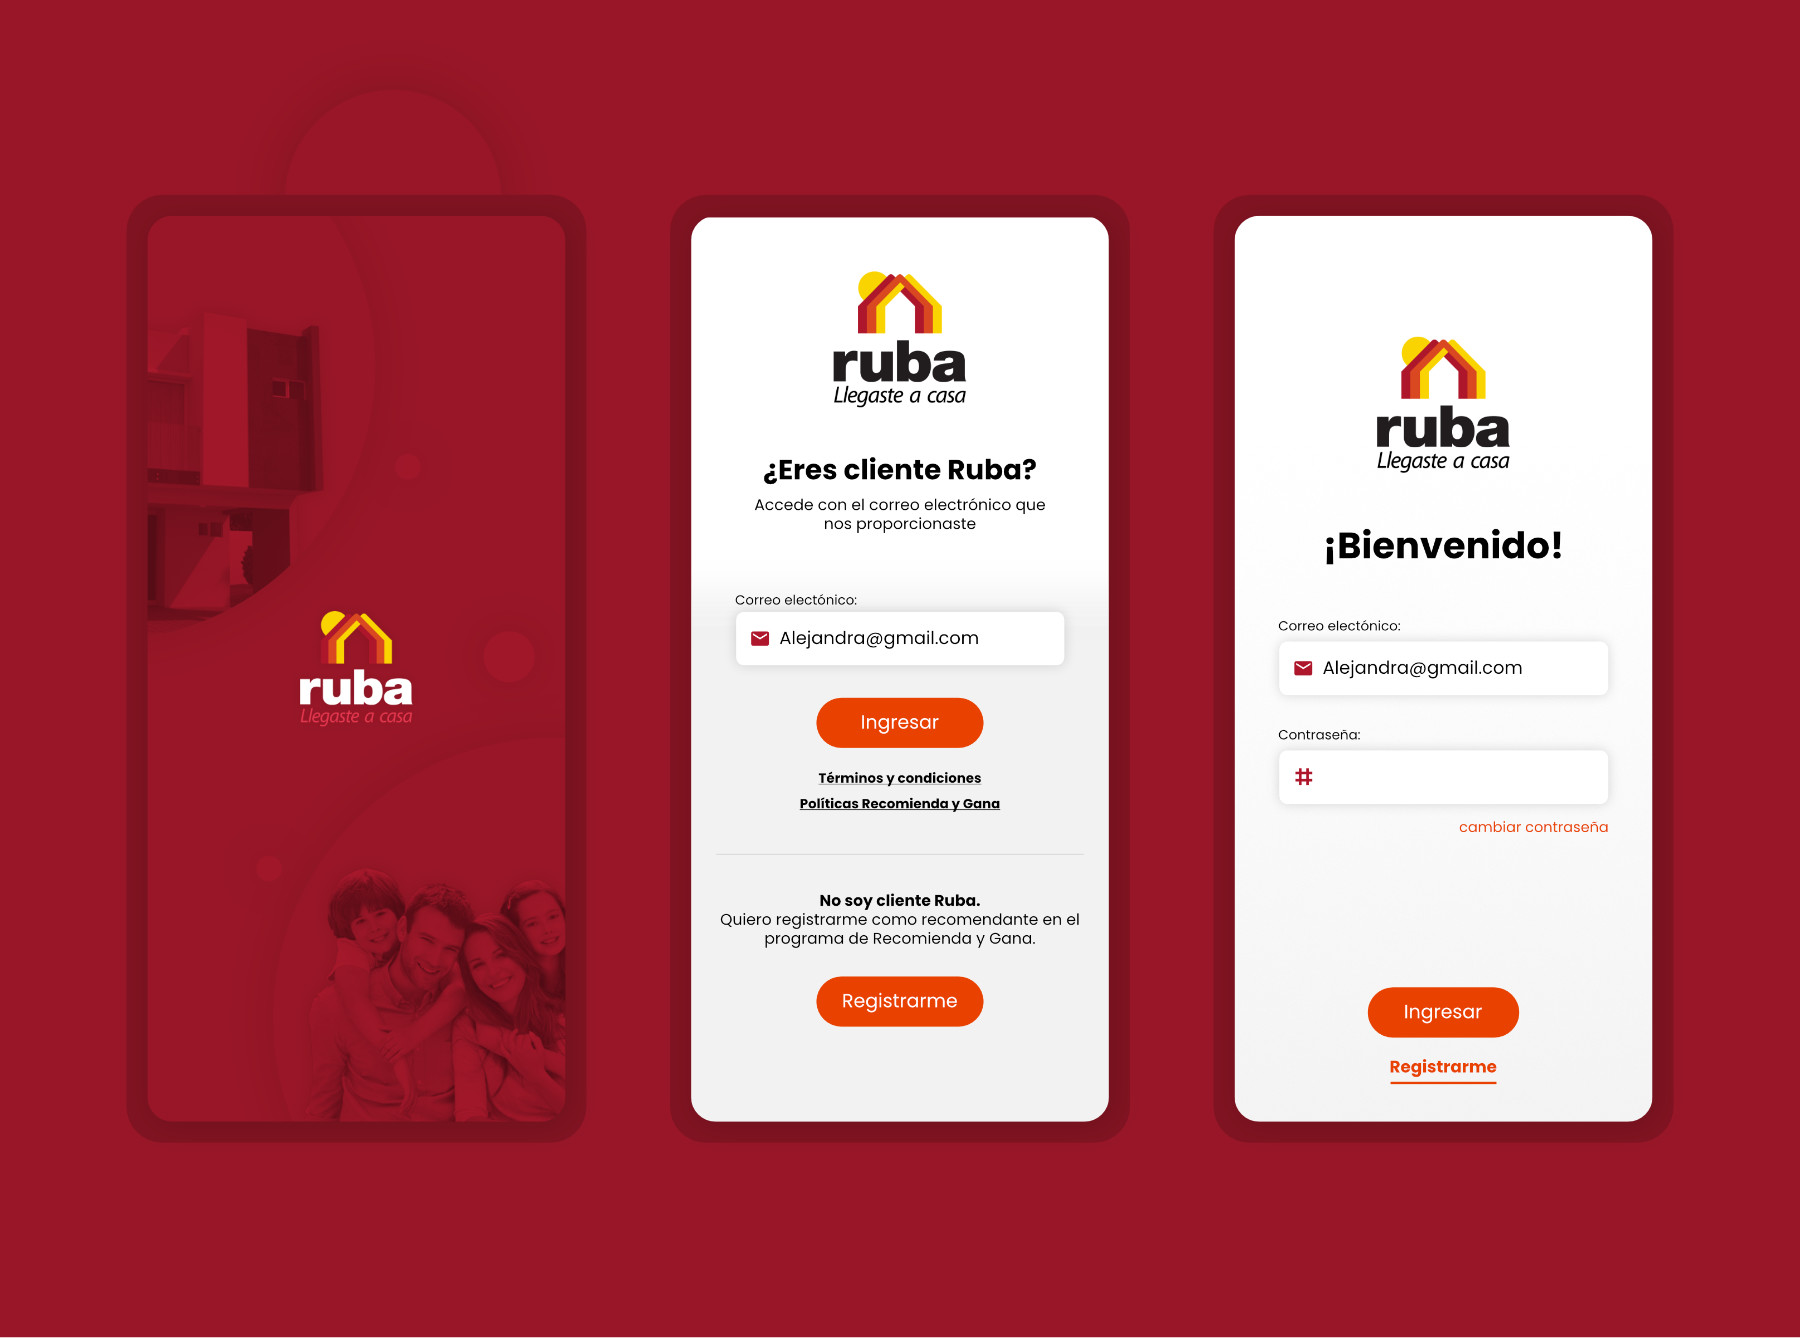 ruba
Llegaste a casa
ruba
Llegaste a casa
¿Eres cliente Ruba?
Accede con el correo electrónico que
nos proporcionaste
Correo electónico:
Alejandra@gmail.com
Ingresar
Términos y condiciones
Políticas Recomienda y Gana
No soy cliente Ruba.
Quiero registrarme como recomendante en el
programa de Recomienda y Gana.
Registrarme
ruba
Llegaste a casa
¡Bienvenido!
Correo electónico:
Alejandra@gmail.com
Contraseña:
#
cambiar contraseña
Ingresar
Registrarme